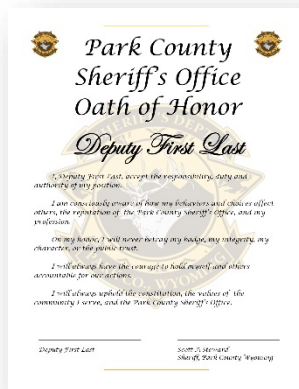 Park County
Sheriff's Office
Oath of Honor
Deputy First Last
I, Deputy First Last, accept the responsibility, duty and
authority of my position.
I am consciously aware of how my behaviors and choices effect
others, the reputation of the Park County Sheriff's Office, and my
profession.
On my honor, I will never betray my badge, my integrity, my
character, or the public trust.
I will always have the courage to hold myself and others
accountable for our actions.
I will always uphold the constitution, the values of the
community I serve, and the Park County Sheriff's Office.
Deputy First Last
Scott A Steward
Sheriff, Park County Wyoming